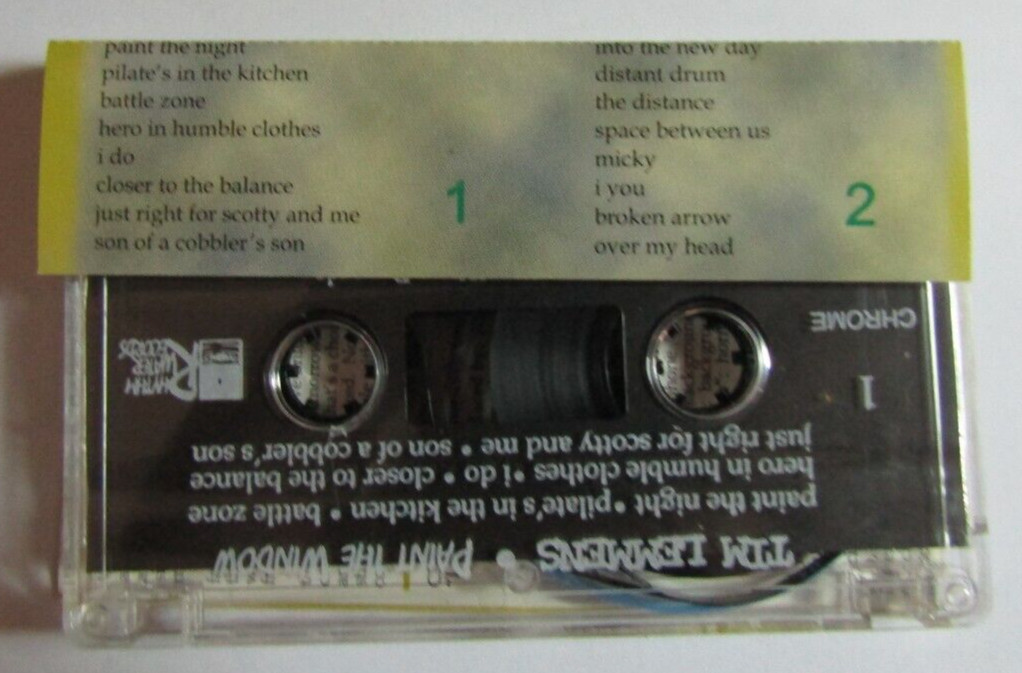 paint the night
pilate's in the kitchen
battle zone
hero in humble clothes
i do
closer to the balance
just right for scotty and me
son of a cobbler's son
1
into the new day
distant drum
the distance
space between us
micky
i you
broken arrow
over my head
2
TIM LEMMENS • PAINT THE WINDOW
paint the night • pilate's in the kitchen • battle zone
hero in humble clothes • i do • closer to the balance
just right for scotty and me • son of a cobbler's son
1
CHROME
RHYTHM
WATER
RECORDS